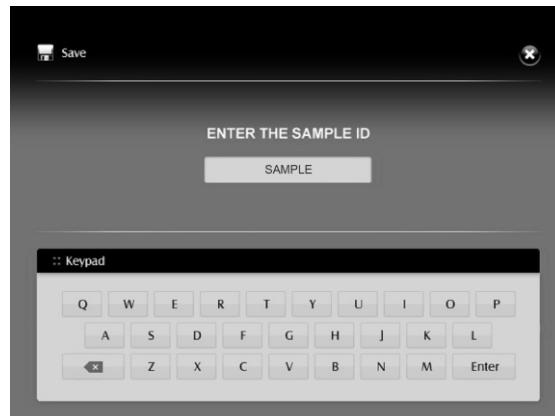 Save
ENTER THE SAMPLE ID
SAMPLE
:: Keypad
Q W E R T Y U I O P
A S D F G H J K L
Z X C V B N M Enter